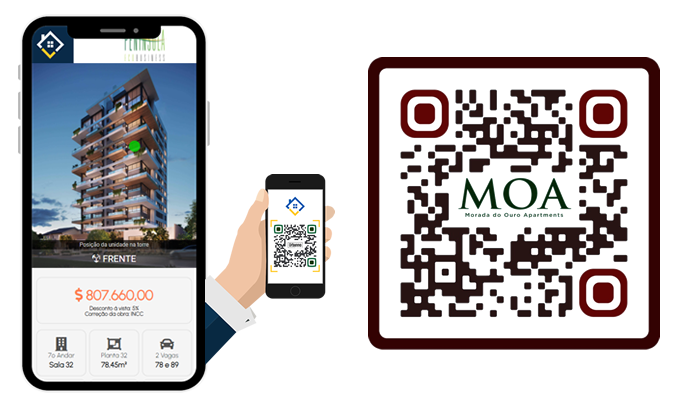 PENÍNSULA
ECOBUSINESS
Posição da unidade na torre
FRENTE
$ 807.660,00
Desconto à vista: 5%
Correção da obra: INCC
7o Andar
Sala 32
Planta 32
78.45m²
2 Vagas
78 e 89
MOA
Morada do Ouro Apartments